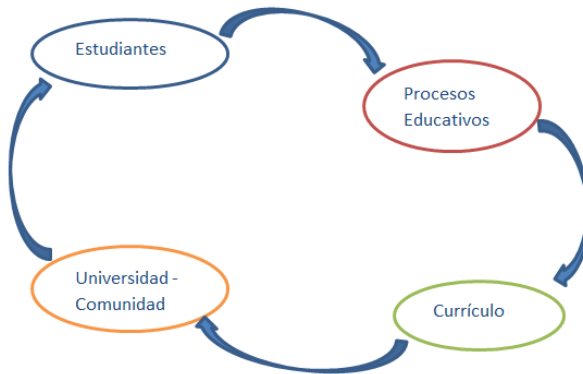 Estudiantes
Procesos
Educativos
Currículo
Universidad -
Comunidad